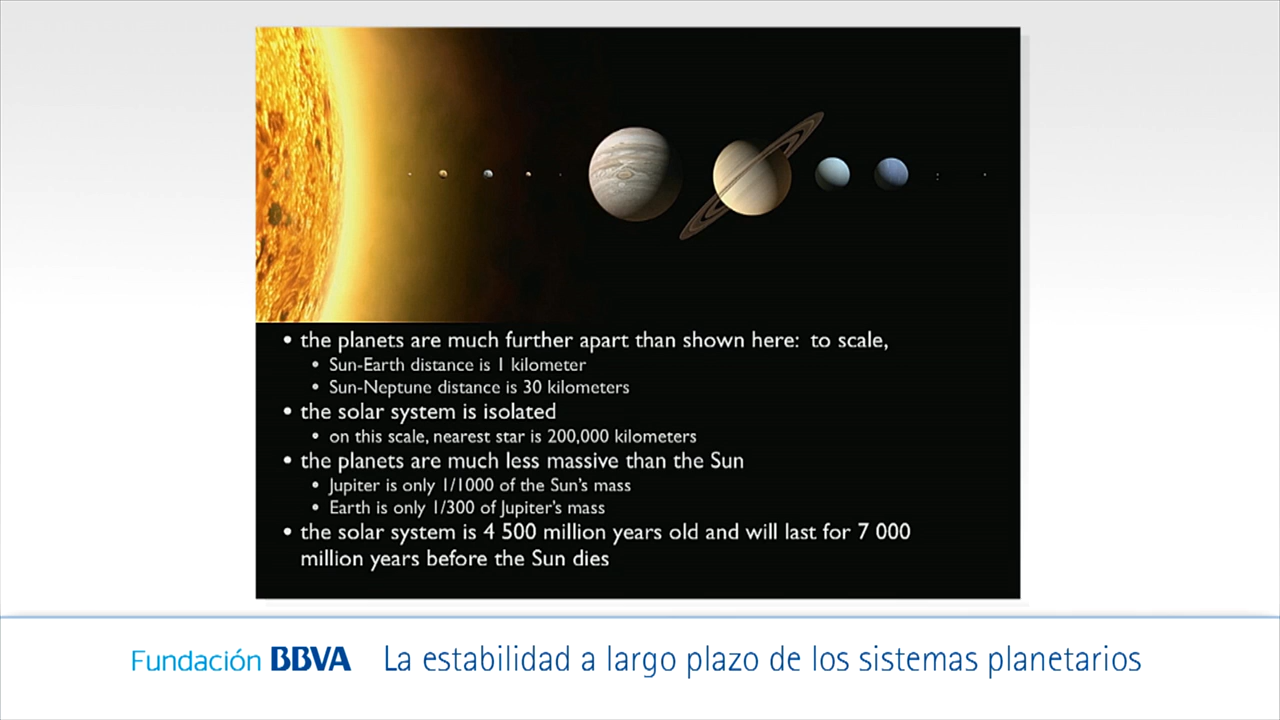 • the planets are much further apart than shown here: to scale,
• Sun-Earth distance is 1 kilometer
• Sun-Neptune distance is 30 kilometers
• the solar system is isolated
• on this scale, nearest star is 200,000 kilometers
• the planets are much less massive than the Sun
• Jupiter is only 1/1000 of the Sun's mass
• Earth is only 1/300 of Jupiter's mass
• the solar system is 4 500 million years old and will last for 7 000
million years before the Sun dies
Fundación BBVA La estabilidad a largo plazo de los sistemas planetarios